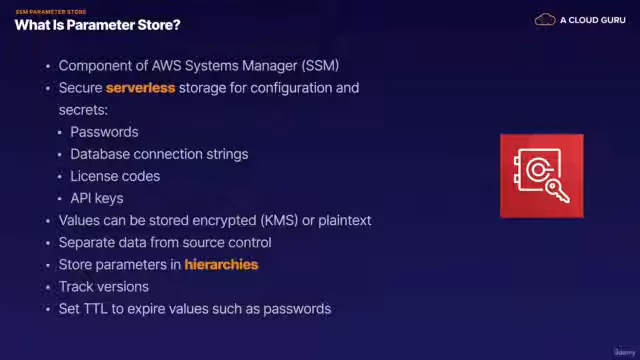 SSM PARAMETER STORE
What Is Parameter Store?
A CLOUD GURU
• Component of AWS Systems Manager (SSM)
• Secure serverless storage for configuration and
secrets:
• Passwords
• Database connection strings
• License codes
• API keys
• Values can be stored encrypted (KMS) or plaintext
• Separate data from source control
• Store parameters in hierarchies
• Track versions
• Set TTL to expire values such as passwords